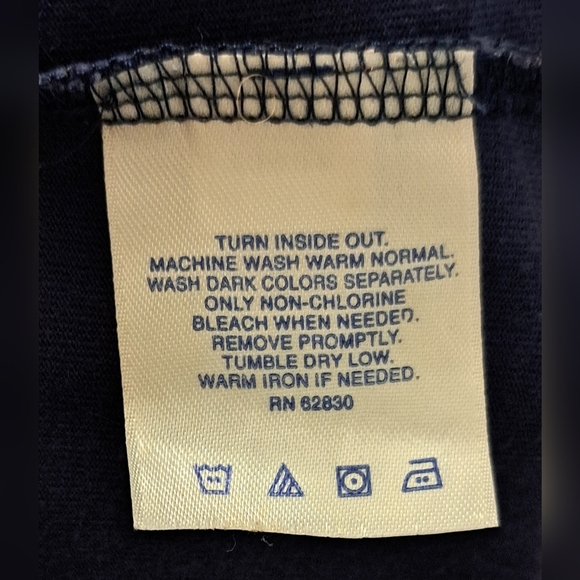 TURN INSIDE OUT.
MACHINE WASH WARM NORMAL.
WASH DARK COLORS SEPARATELY.
ONLY NON-CHLORINE
BLEACH WHEN NEEDED.
REMOVE PROMPTLY.
TUMBLE DRY LOW.
WARM IRON IF NEEDED.
RN 62830